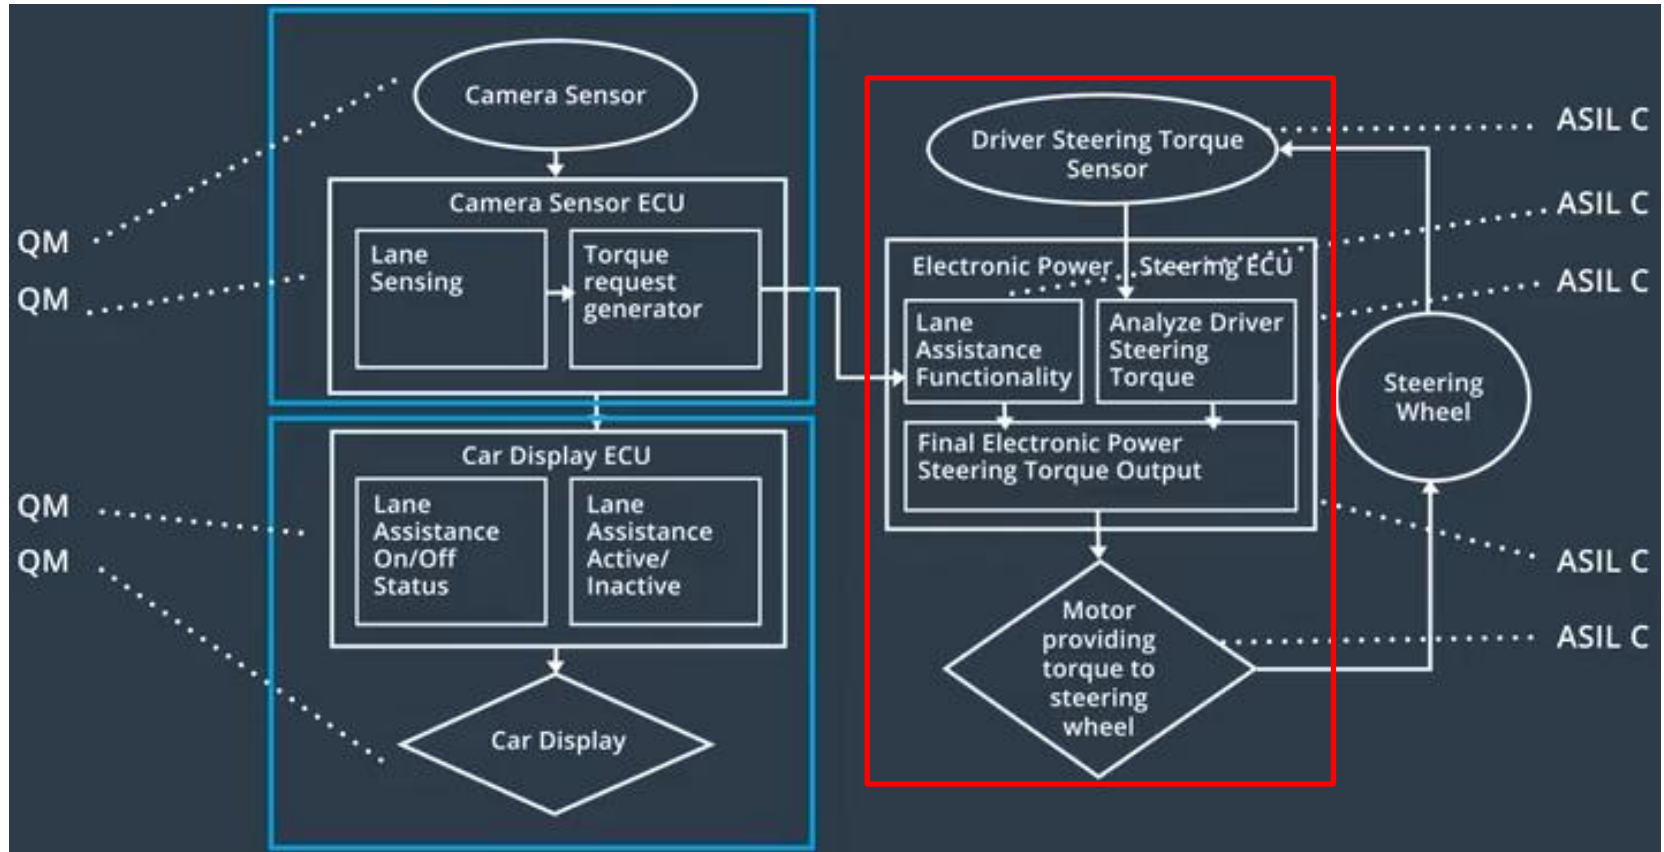 Camera Sensor
Camera Sensor ECU
Lane
Sensing
Torque
request
generator
QM
QM
Car Display ECU
Lane
Assistance
On/Off
Status
Lane
Assistance
Active/
Inactive
QM
QM
Car Display
Driver Steering Torque
Sensor
Electronic Power Steering ECU
Lane
Assistance
Functionality
Analyze Driver
Steering
Torque
Final Electronic Power
Steering Torque Output
Motor
providing
torque to
steering
wheel
Steering
Wheel
ASIL C
ASIL C
ASIL C
ASIL C
ASIL C